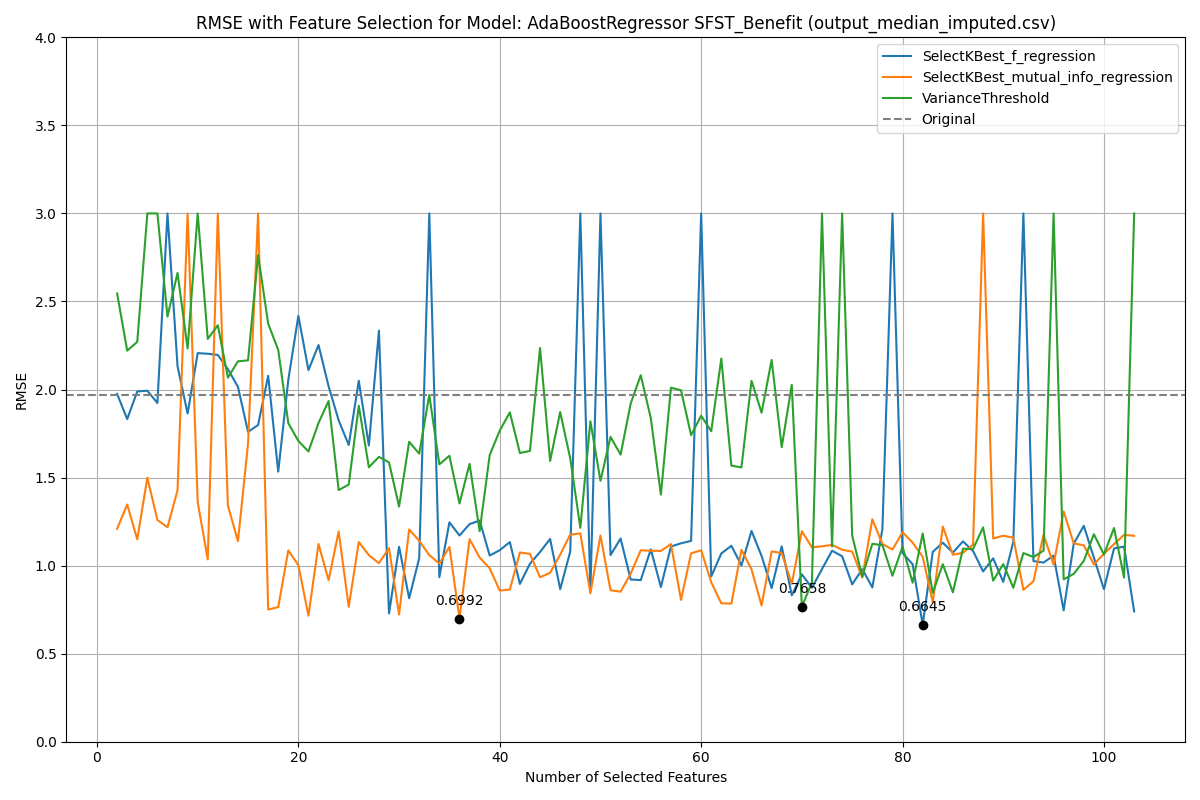 RMSE with Feature Selection for Model: AdaBoostRegressor SFST_Benefit (output_median_imputed.csv)
SelectKBest_f_regression
SelectKBest_mutual_info_regression
VarianceThreshold
Original
RMSE
4.0
3.5
3.0
2.5
2.0
1.5
1.0
0.5
0.0
0.6992
0.7658
0.6645
0 20 40 60 80 100
Number of Selected Features